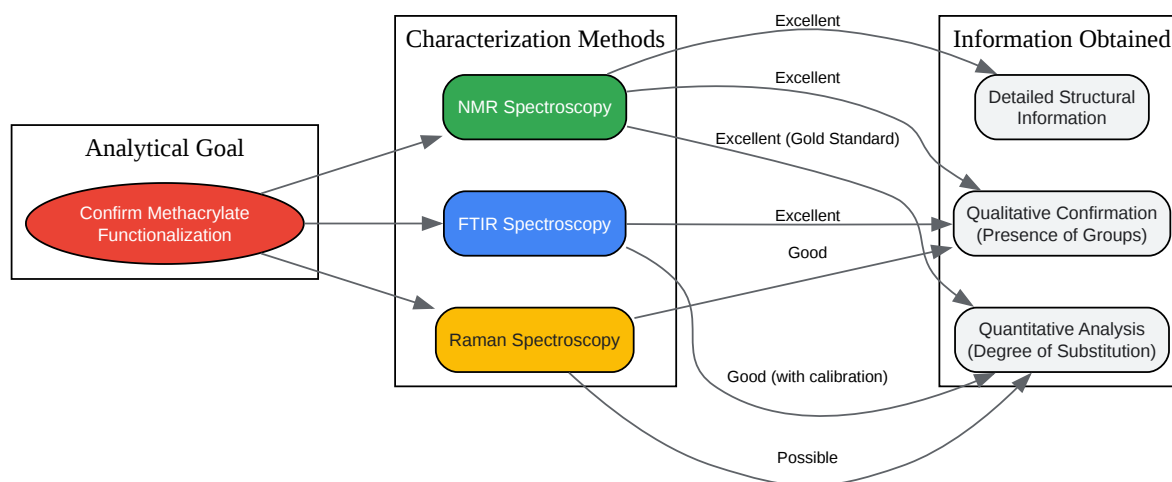 Analytical Goal
Confirm Methacrylate
Functionalization
Characterization Methods
NMR Spectroscopy
FTIR Spectroscopy
Raman Spectroscopy
Excellent
Excellent
Excellent (Gold Standard)
Excellent
Good
Good (with calibration)
Possible
Information Obtained
Detailed Structural
Information
Qualitative Confirmation
(Presence of Groups)
Quantitative Analysis
(Degree of Substitution)